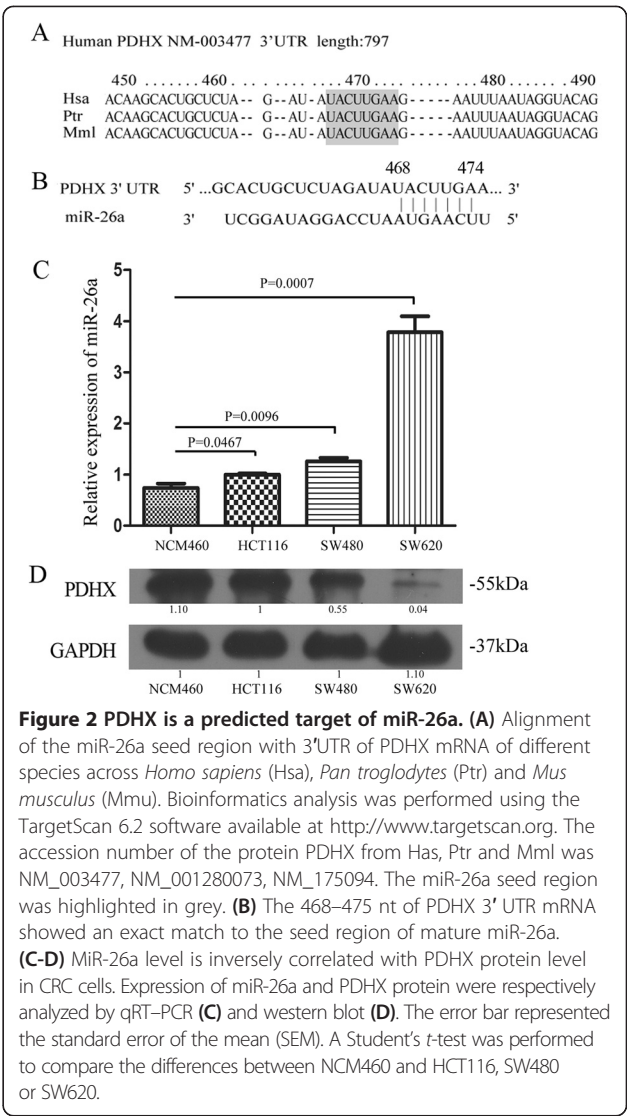 A Human PDHX NM-003477 3'UTR length:797
450 ....... 460 .. . .. . .. . 470 ............ 480 ....... 490
Hsa ACAAGCACUGCUCUA-- G--AU-AUACUUGAAG-----AAUUUAAUAGGUACAG
Ptr ACAAGCACUGCUCUA-- G--AU-AUACUUGAAG-----AAUUUAAUAGGUACAG
Mml ACAAGCACUGCUCUA-- G--AU-AUACUUGAAG-----AAUUUAAUAGGUACAG
B 468 474
PDHX 3' UTR 5' ...GCACUGCUCUAGAUAUACUUGAA... 3'
miR-26a 3' UCGGAUAGGACCUAAUGAACUU 5'
C
Relative expression of miR-26a
5
4
3
2
1
0
P=0.0007
P=0.0096
P=0.0467
NCM460 HCT116 SW480 SW620
D PDHX -55kDa
1.10 1 0.55 0.04
GAPDH -37kDa
1 1 1 1.10
NCM460 HCT116 SW480 SW620
Figure 2 PDHX is a predicted target of miR-26a. (A) Alignment
of the miR-26a seed region with 3′UTR of PDHX mRNA of different
species across Homo sapiens (Hsa), Pan troglodytes (Ptr) and Mus
musculus (Mmu). Bioinformatics analysis was performed using the
TargetScan 6.2 software available at http://www.targetscan.org. The
accession number of the protein PDHX from Has, Ptr and Mml was
NM_003477, NM_001280073, NM_175094. The miR-26a seed region
was highlighted in grey. (B) The 468–475 nt of PDHX 3′ UTR mRNA
showed an exact match to the seed region of mature miR-26a.
(C-D) MiR-26a level is inversely correlated with PDHX protein level
in CRC cells. Expression of miR-26a and PDHX protein were respectively
analyzed by qRT–PCR (C) and western blot (D). The error bar represented
the standard error of the mean (SEM). A Student's t-test was performed
to compare the differences between NCM460 and HCT116, SW480
or SW620.